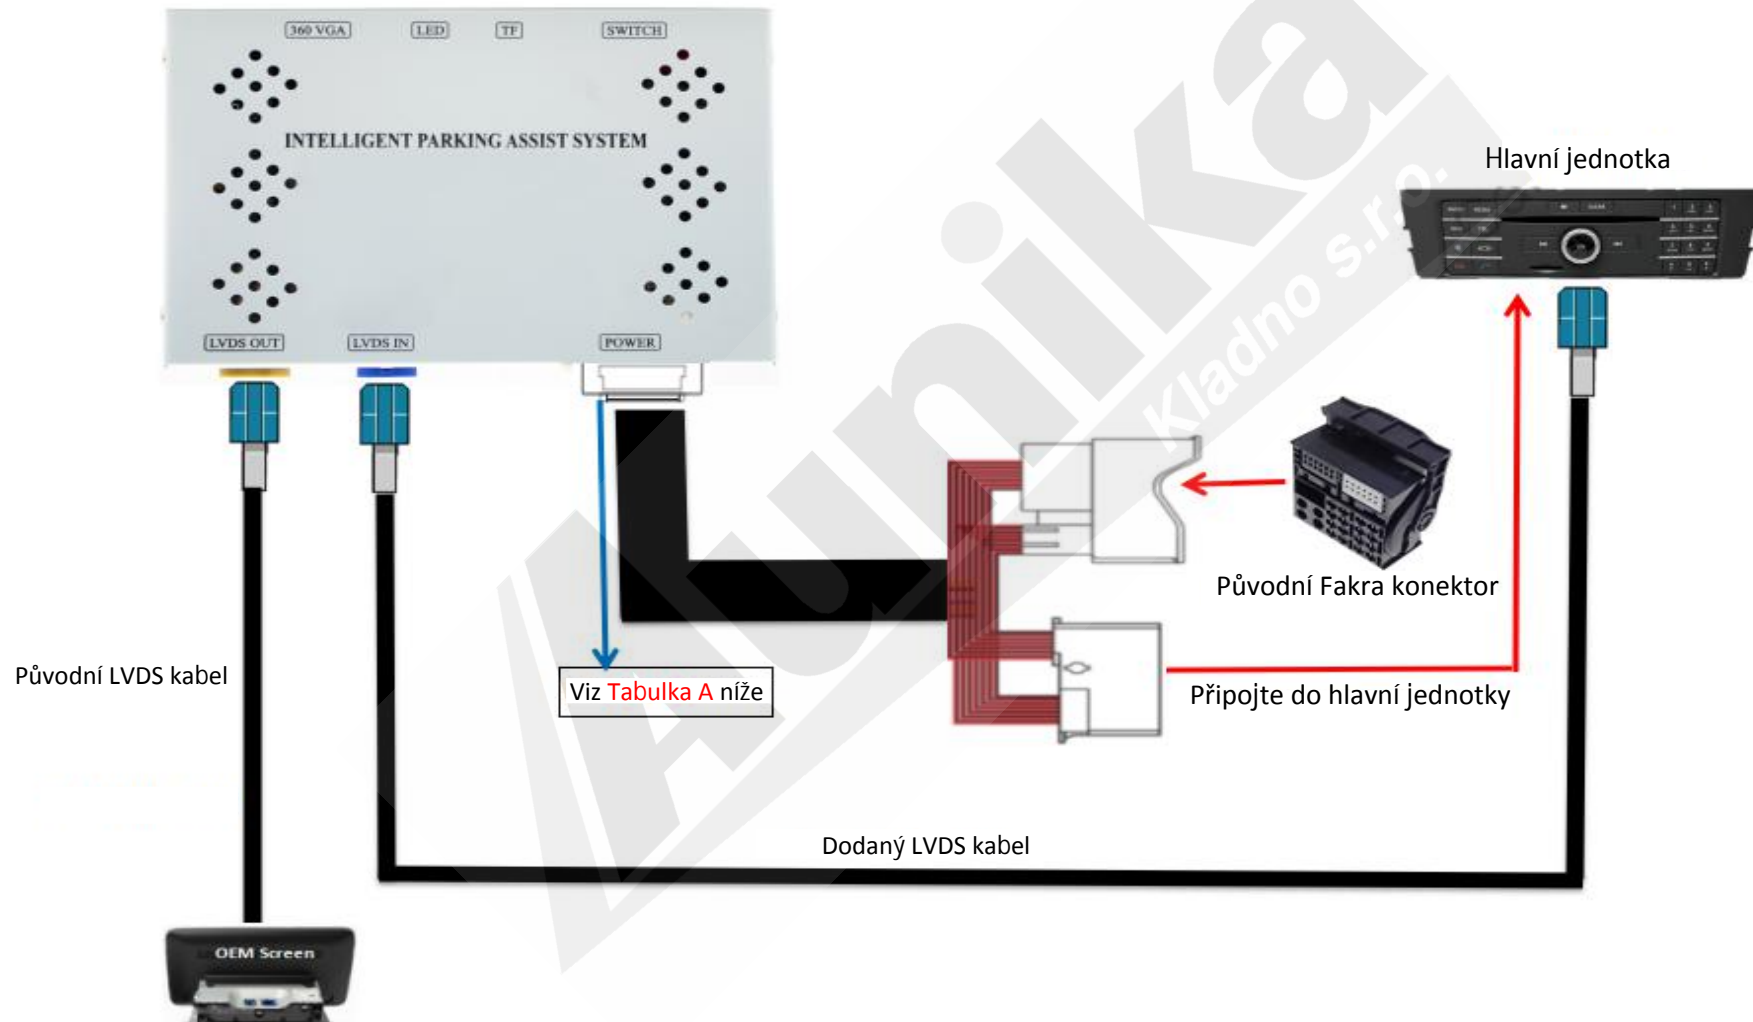 360 VGA
LED
TF
SWITCH
INTELLIGENT PARKING ASSIST SYSTEM
LVDS OUT
LVDS IN
POWER
Hlavní jednotka
Původní Fakra konektor
Původní LVDS kabel
Viz Tabulka A níže
Připojte do hlavní jednotky
Dodaný LVDS kabel
OEM Screen
Aunika
Kladno s.r.o.